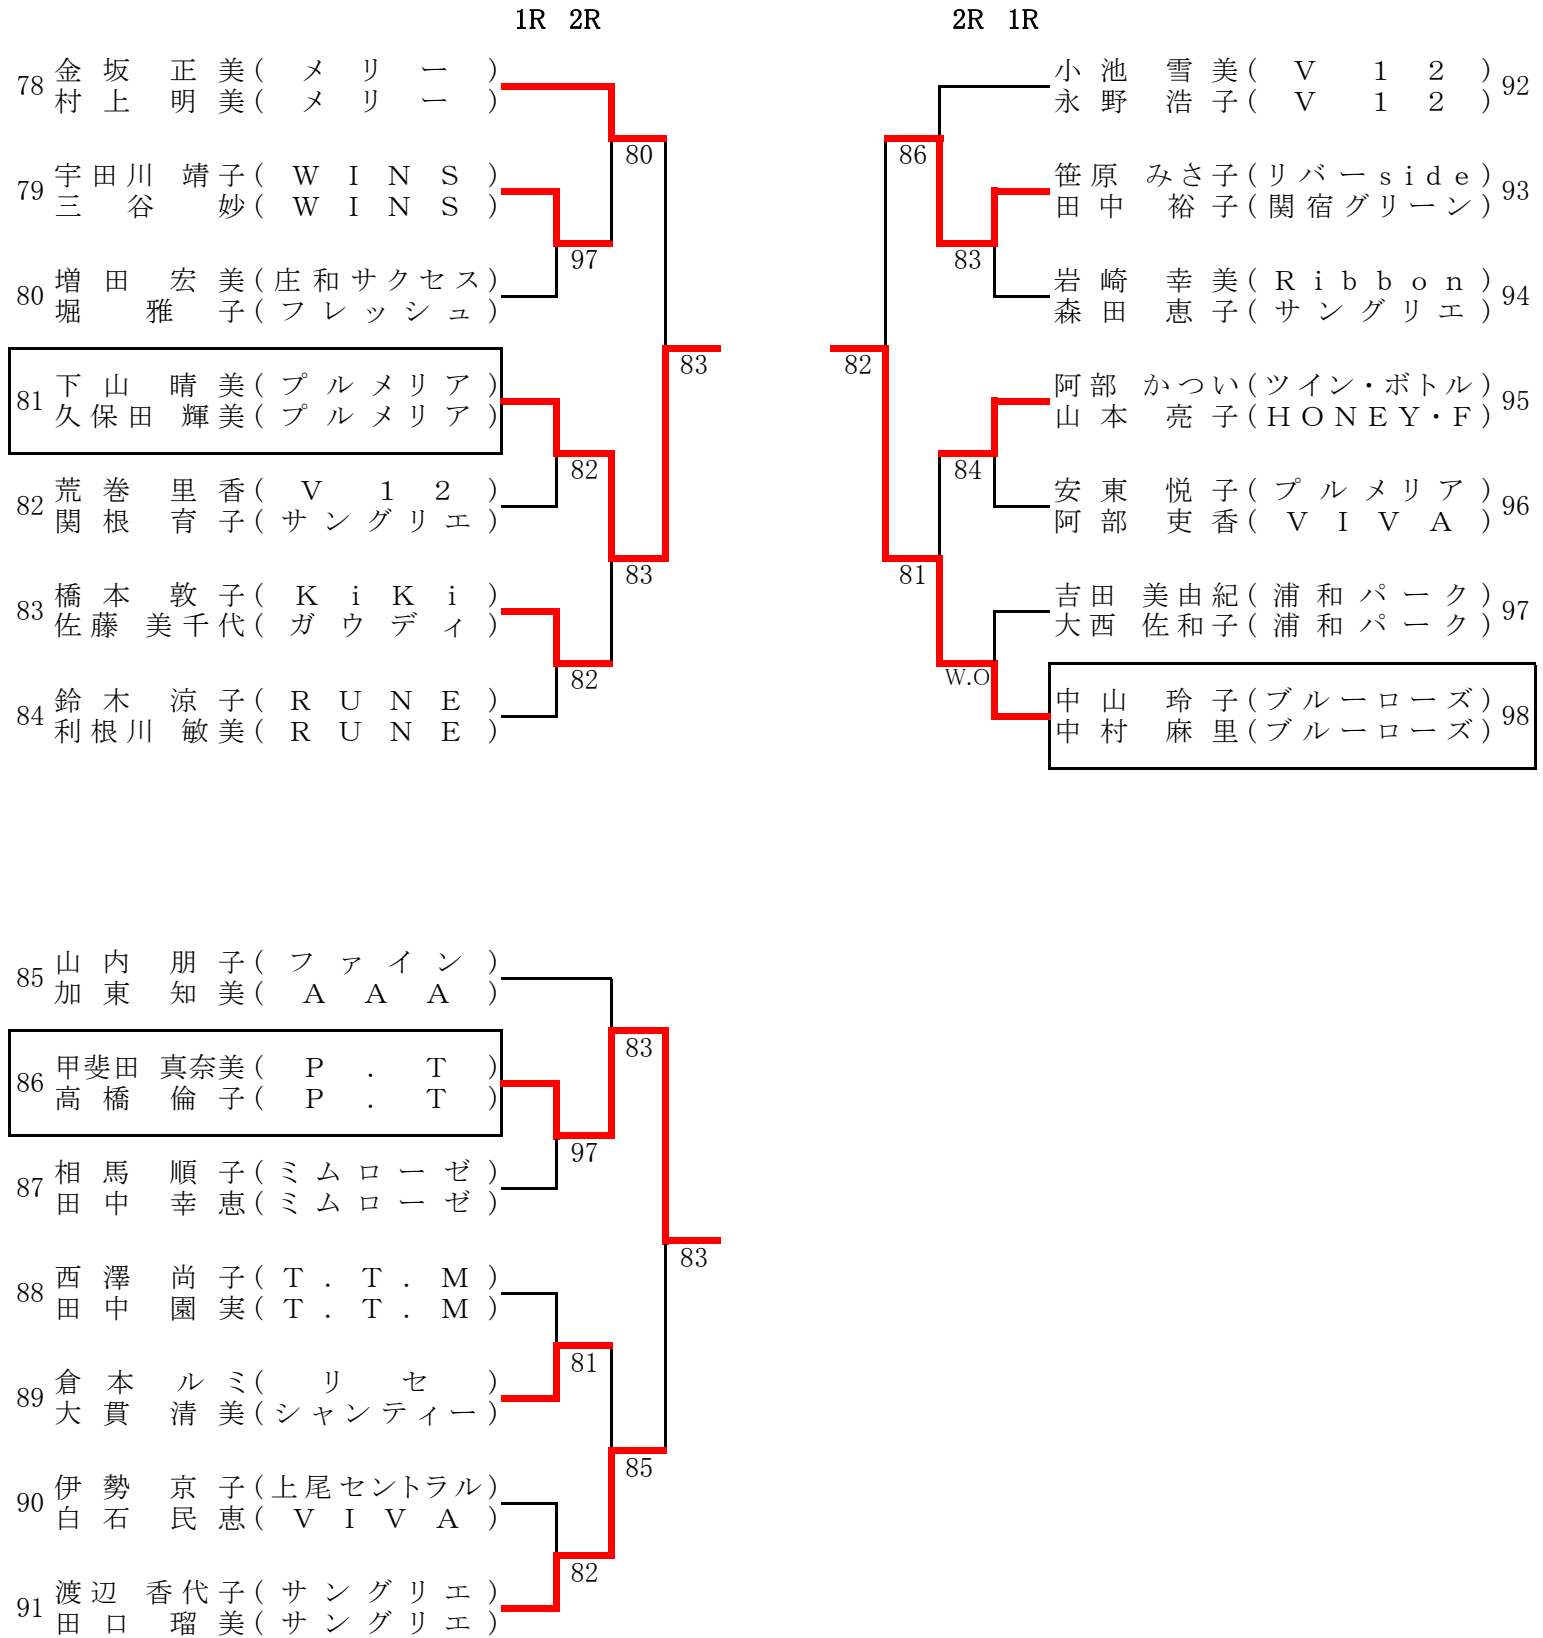 1R 2R
78 金坂 正美(メリー)
村上 明美(メリー)
80
79 宇田川 靖子(WINS)
三谷 妙(WINS)
97
80 増田 宏美(庄和サクセス)
堀 雅子(フレッシュ)
83
81 下山 晴美(プルメリア)
久保田 輝美(プルメリア)
82
82 荒巻 里香(V12)
関根 育子(サングリエ)
83
83 橋本 敦子(KiKi)
佐藤 美千代(ガウディ)
82
84 鈴木 涼子(RUNE)
利根川 敏美(RUNE)
2R 1R
小池 雪美(V12) 92
永野 浩子(V12)
86
笹原 みさ子(リバーside) 93
田中 裕子(関宿グリーン)
83
岩崎 幸美(Ribbon) 94
森田 恵子(サングリエ)
82
阿部 かつい(ツイン・ボトル) 95
山本 亮子(HONEY・F)
84
安東 悦子(プルメリア) 96
阿部 吏香(VIVA)
81
吉田 美由紀(浦和パーク) 97
大西 佐和子(浦和パーク)
W.O
中山 玲子(ブルーローズ) 98
中村 麻里(ブルーローズ)
85 山内 朋子(ファイン)
加東 知美(AAA)
83
86 甲斐田 真奈美(P.T)
高橋 倫子(P.T)
97
87 相馬 順子(ミムローゼ)
田中 幸恵(ミムローゼ)
83
88 西澤 尚子(T.T.M)
田中 園実(T.T.M)
81
89 倉本 ルミ(リセ)
大貫 清美(シャンティー)
85
90 伊勢 京子(上尾セントラル)
白石 民恵(VIVA)
82
91 渡辺 香代子(サングリエ)
田口 瑠美(サングリエ)